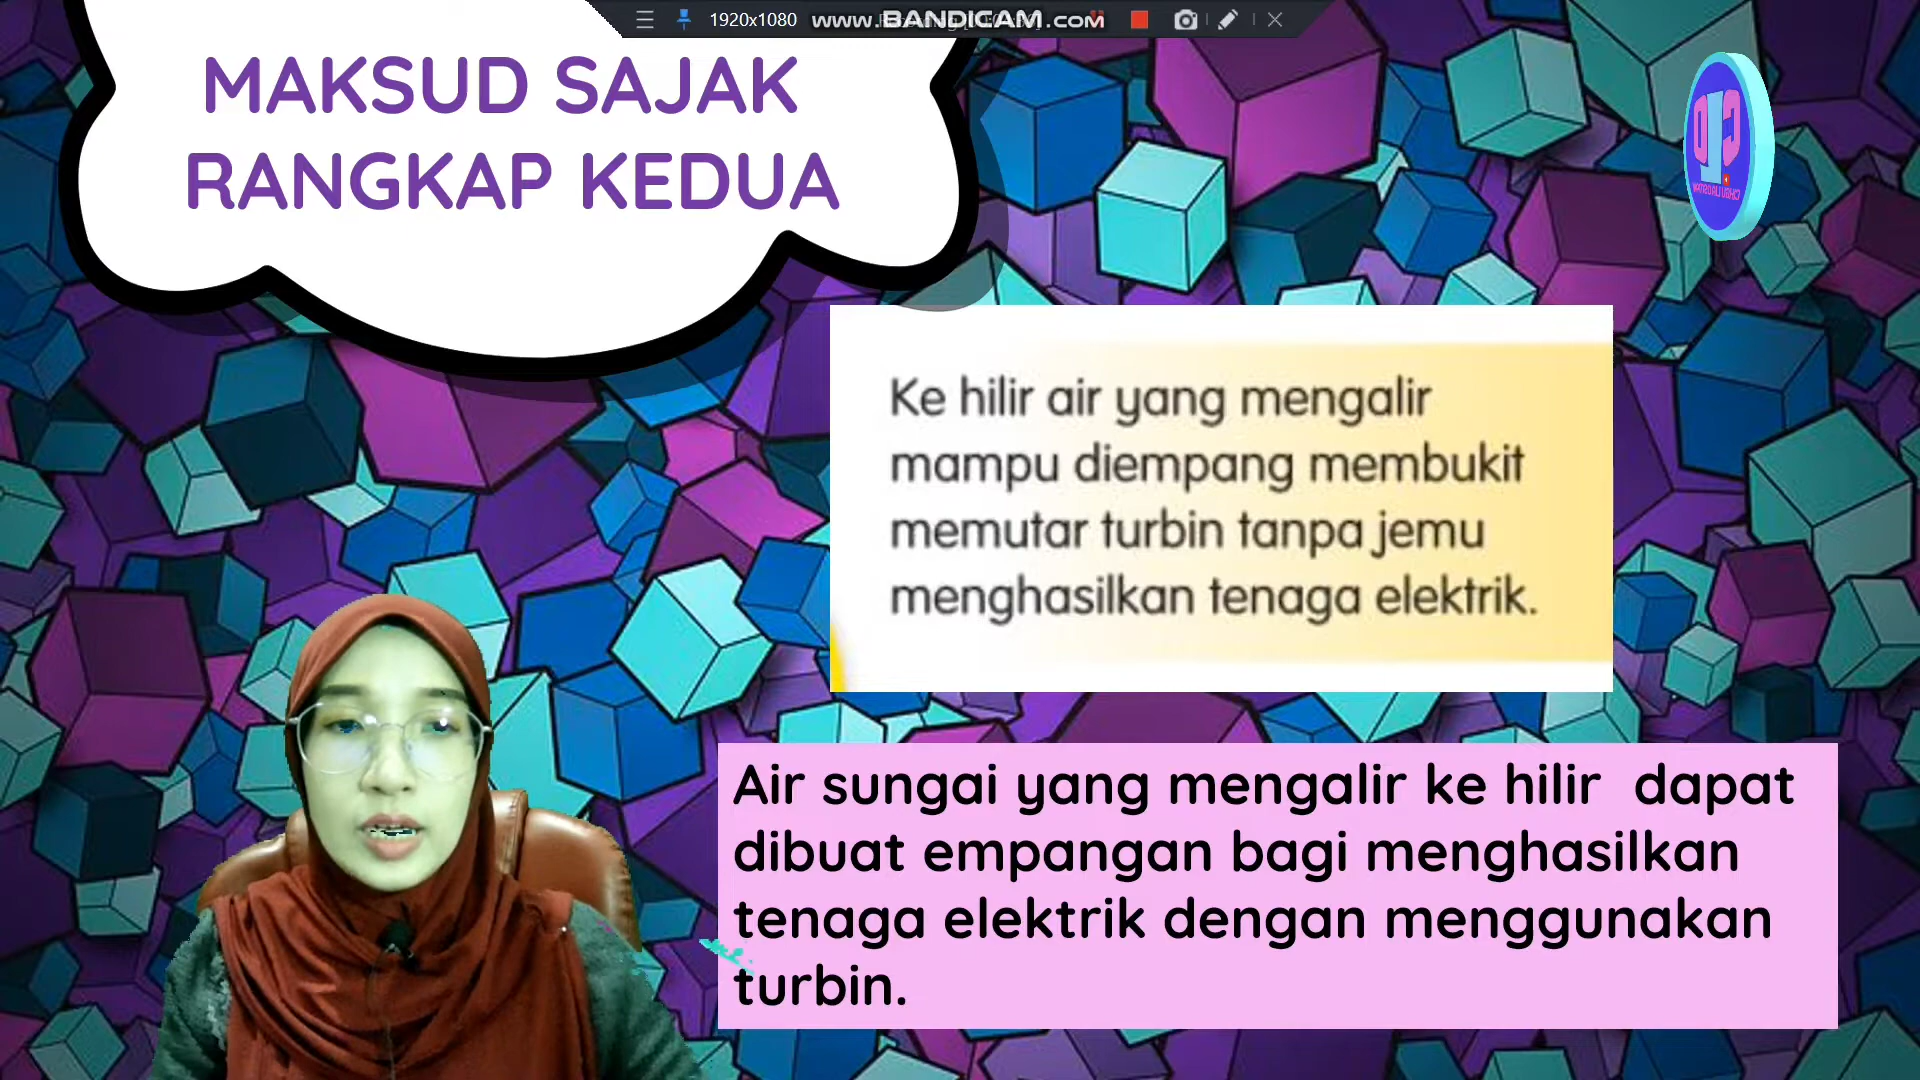 1920x1080 www.BANDICAM.com
MAKSUD SAJAK
RANGKAP KEDUA
Ke hilir air yang mengalir
mampu diempang membukit
memutar turbin tanpa jemu
menghasilkan tenaga elektrik.
Air sungai yang mengalir ke hilir dapat
dibuat empangan bagi menghasilkan
tenaga elektrik dengan menggunakan
turbin.